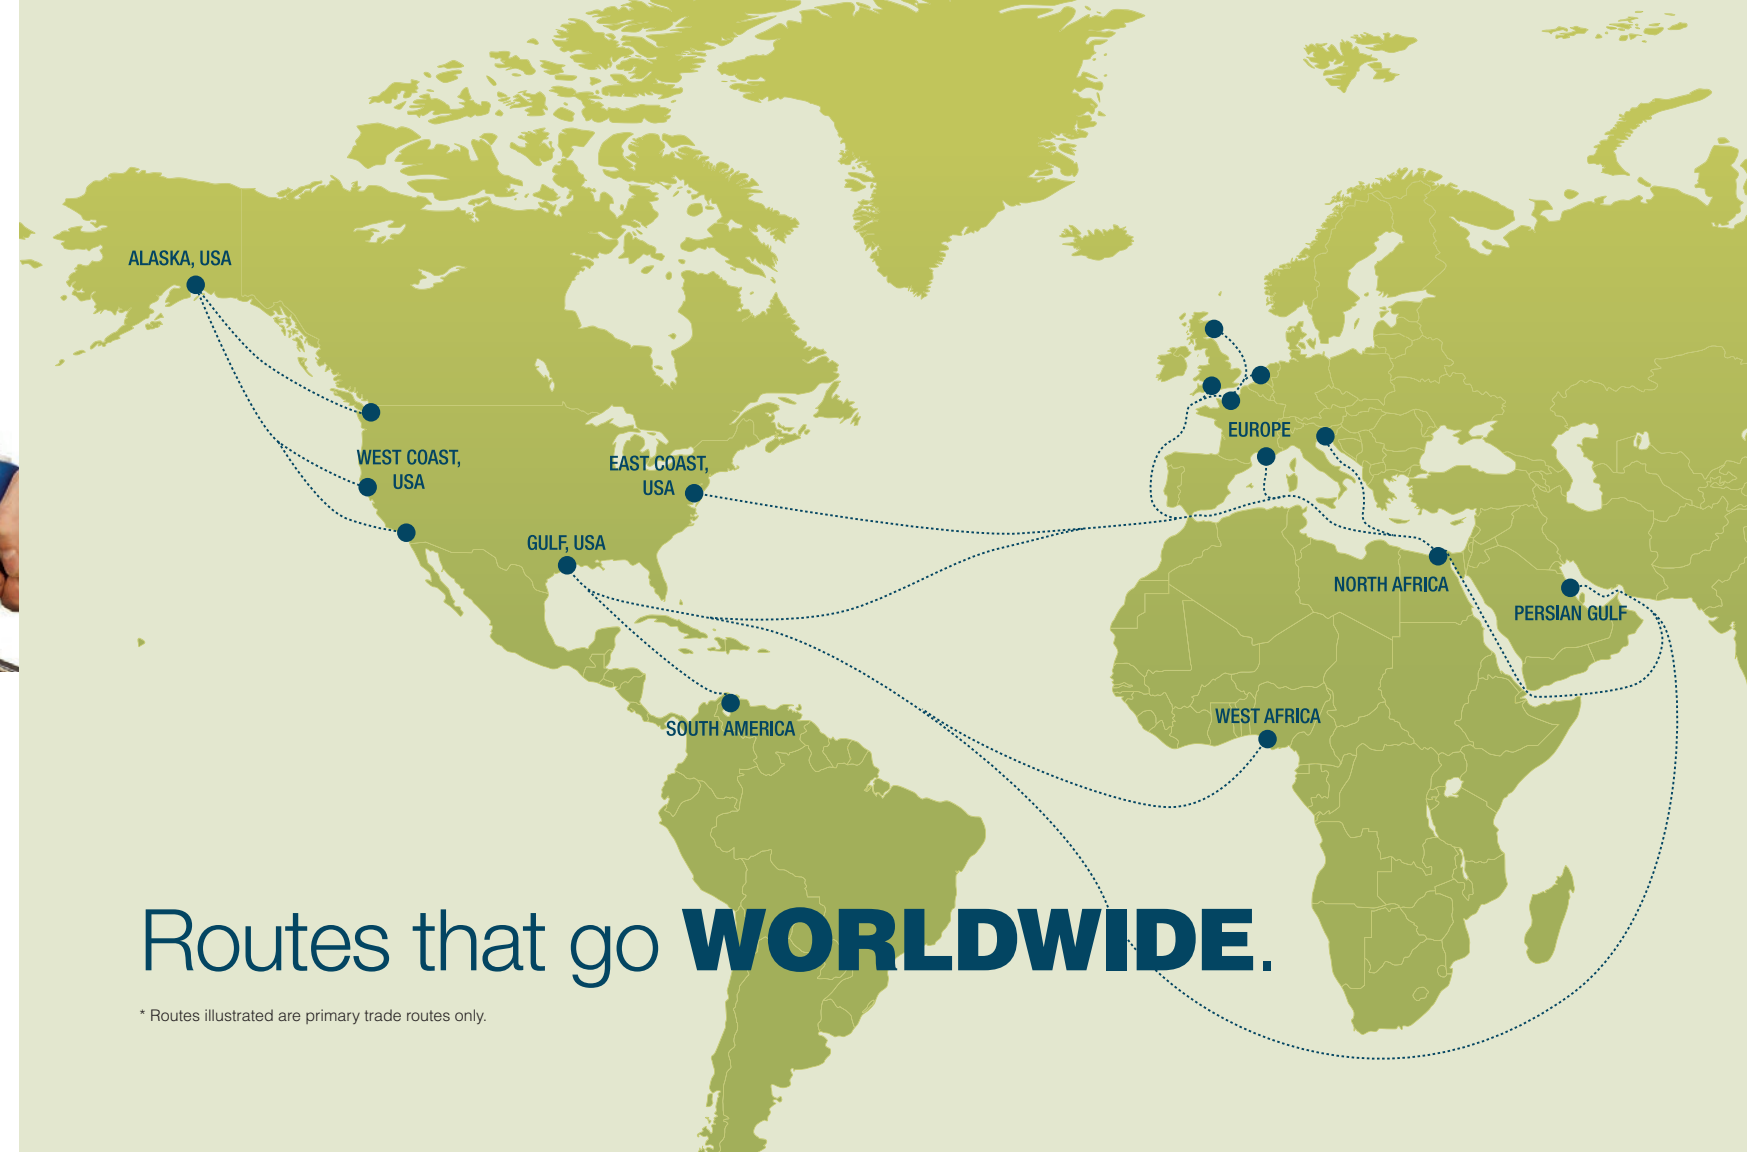 ALASKA, USA
WEST COAST,
USA
EAST COAST,
USA
GULF, USA
SOUTH AMERICA
EUROPE
NORTH AFRICA
PERSIAN GULF
WEST AFRICA
Routes that go WORLDWIDE.
* Routes illustrated are primary trade routes only.